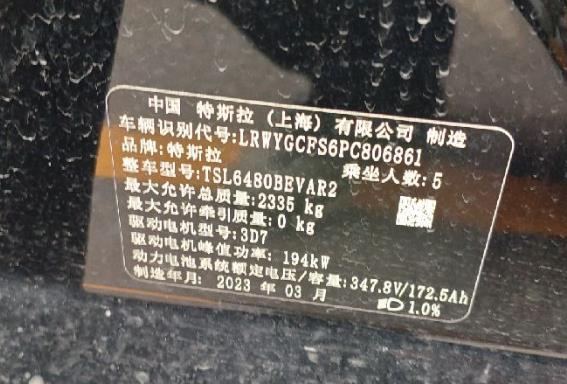 中国 特斯拉（上海）有限公司 制造
车辆识别代号:LRWYGCFS6PC806861
品牌:特斯拉 乘坐人数:5
整车型号:TSL6480BEVAR2
最大允许总质量:2335 kg
最大允许牵引质量:0 kg
驱动电机型号:3D7
驱动电机峰值功率: 194kW
动力电池系统额定电压/容量:347.8V/172.5Ah
制造年月: 2023 年 03 月 1.0%